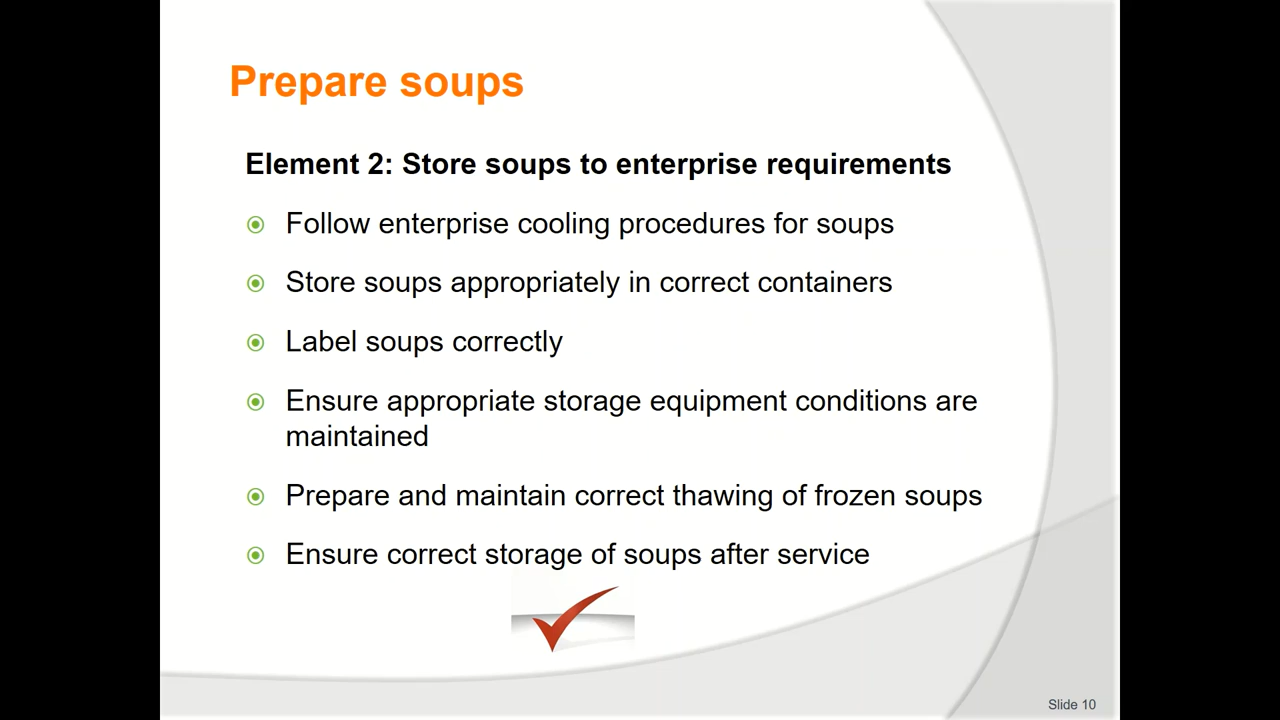 Prepare soups
Element 2: Store soups to enterprise requirements
Follow enterprise cooling procedures for soups
Store soups appropriately in correct containers
Label soups correctly
Ensure appropriate storage equipment conditions are
maintained
Prepare and maintain correct thawing of frozen soups
Ensure correct storage of soups after service
Slide 10